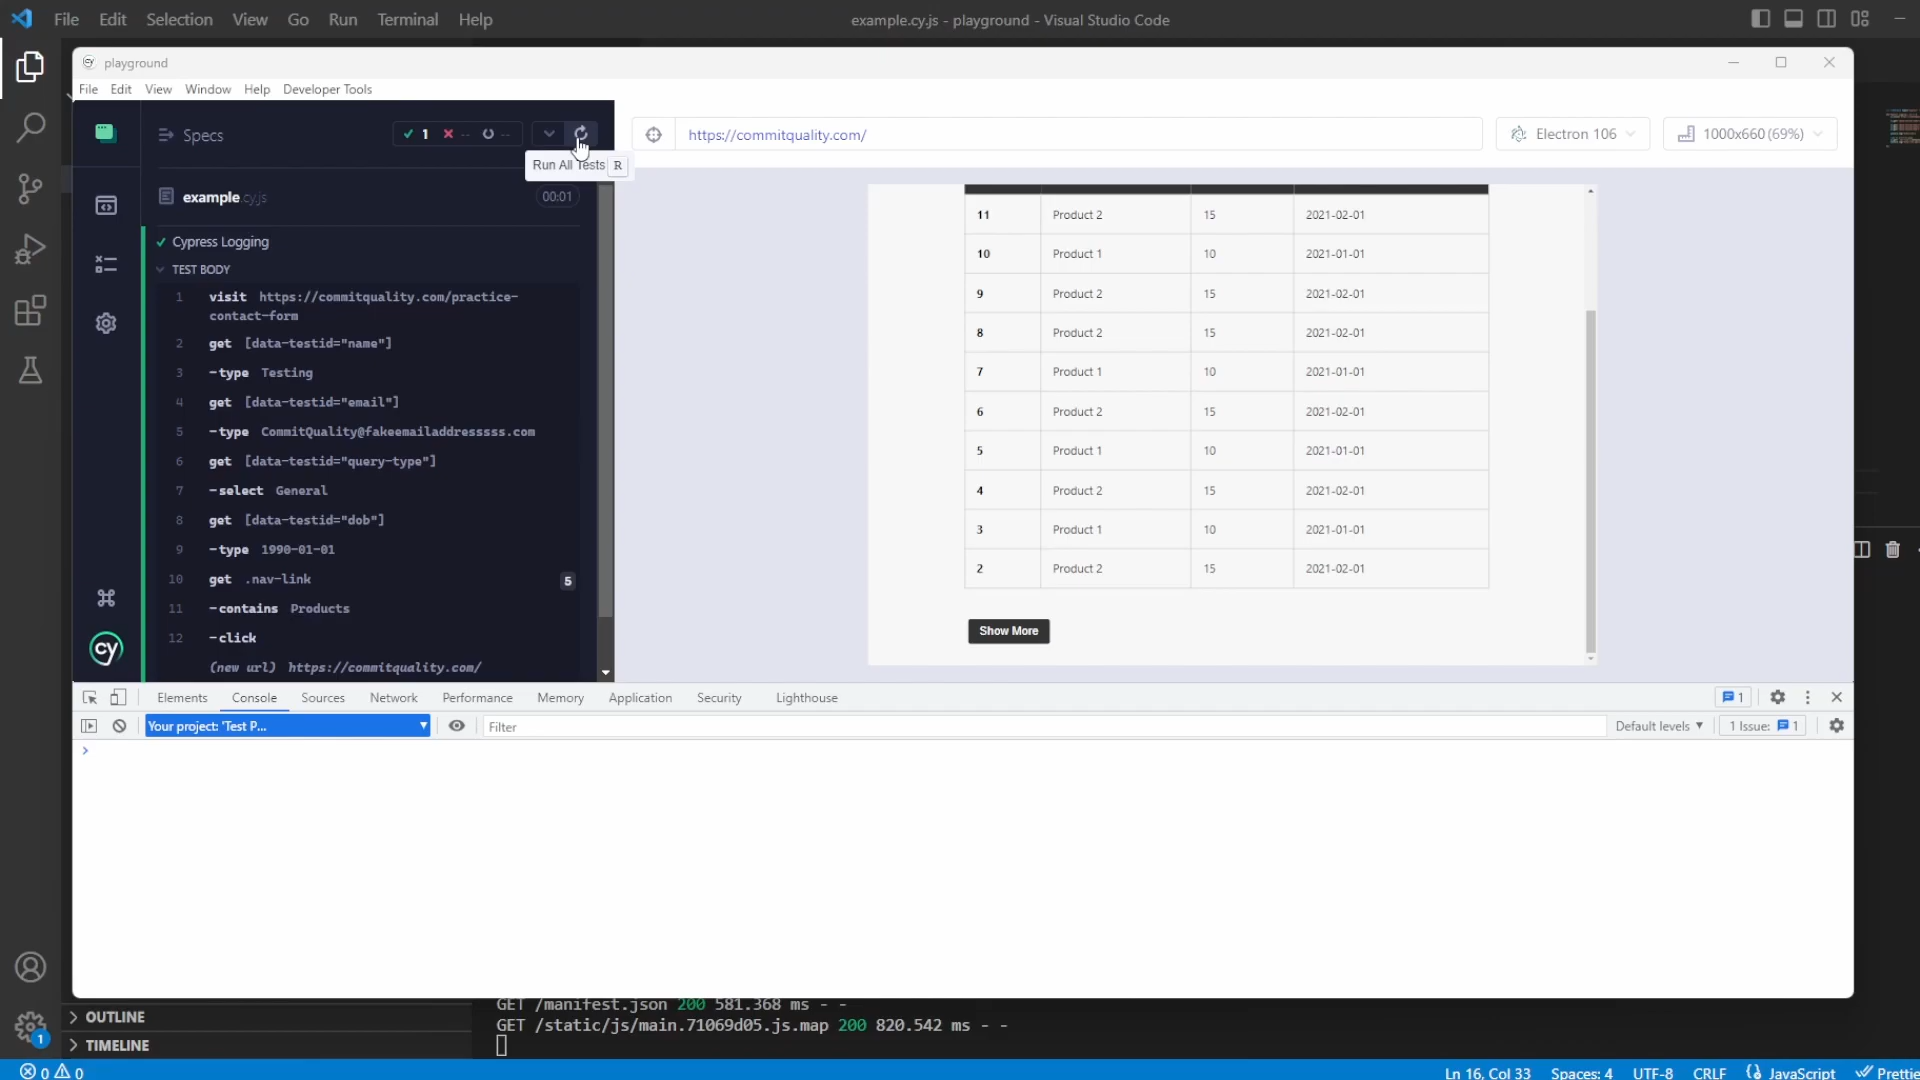 File Edit Selection View Go Run Terminal Help
example.cy.js - playground - Visual Studio Code
cy playground
File Edit View Window Help Developer Tools
Specs
1 -- --
https://commitquality.com/
Electron 106
1000x660 (69%)
Run All Tests R
example.cy.js
00:01
Cypress Logging
TEST BODY
1 visit https://commitquality.com/practice-
contact-form
2 get [data-testid="name"]
3 -type Testing
4 get [data-testid="email"]
5 -type CommitQuality@fakeemailaddresssss.com
6 get [data-testid="query-type"]
7 -select General
8 get [data-testid="dob"]
9 -type 1990-01-01
10 get .nav-link 5
11 -contains Products
12 -click
(new url) https://commitquality.com/
cy
11 Product 2 15 2021-02-01
10 Product 1 10 2021-01-01
9 Product 2 15 2021-02-01
8 Product 2 15 2021-02-01
7 Product 1 10 2021-01-01
6 Product 2 15 2021-02-01
5 Product 1 10 2021-01-01
4 Product 2 15 2021-02-01
3 Product 1 10 2021-01-01
2 Product 2 15 2021-02-01
Show More
Elements Console Sources Network Performance Memory Application Security Lighthouse
1
Your project: 'Test P...
Filter
Default levels
1 Issue: 1
>
GET /manifest.json 200 581.368 ms - -
GET /static/js/main.71069d05.js.map 200 820.542 ms - -
OUTLINE
TIMELINE
1
0 0
Ln 16, Col 33 Spaces: 4 UTF-8 CRLF JavaScript Prettie